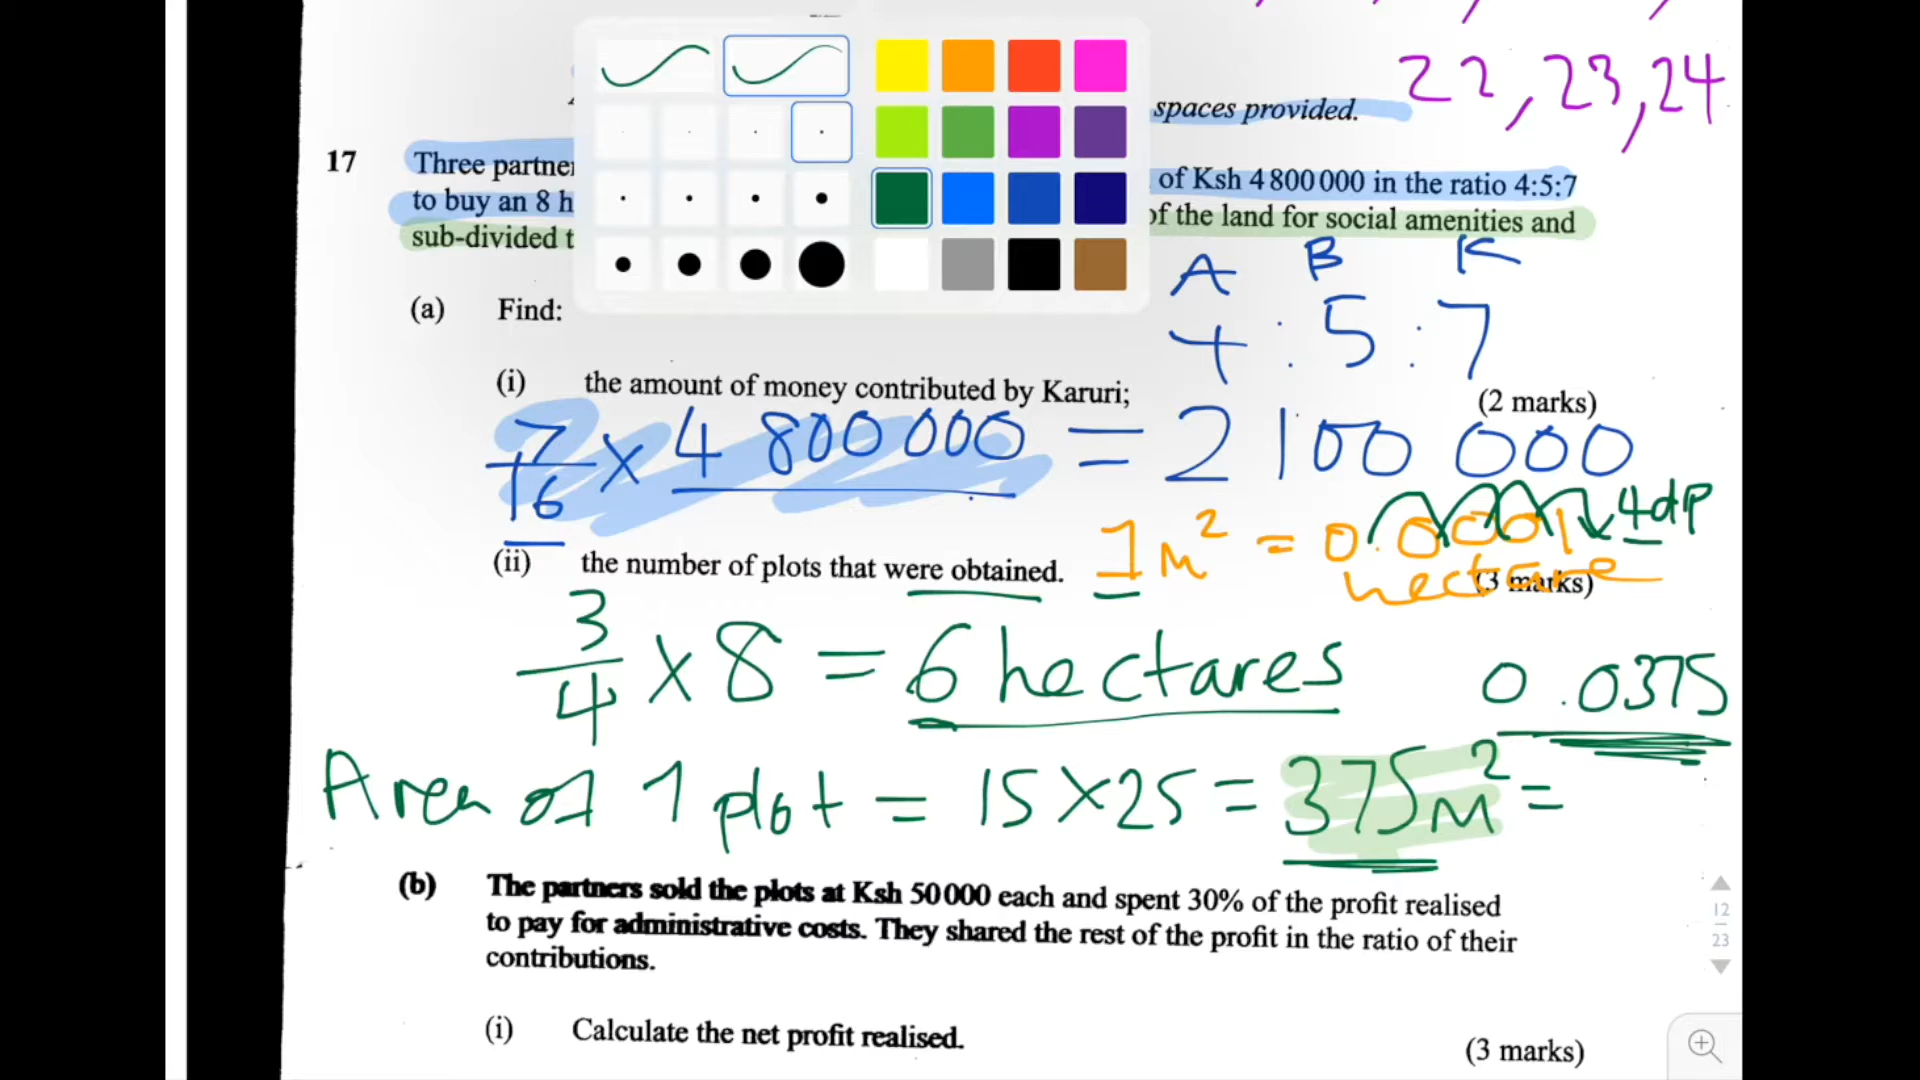 22, 23, 24
spaces provided.
17 Three partner
of Ksh 4 800 000 in the ratio 4:5:7
to buy an 8 h
of the land for social amenities and
sub-divided t
A B K
4 : 5 : 7
(a) Find:
(i) the amount of money contributed by Karuri;
(2 marks)
7/16 × 4 800 000 = 2 100 000
4dp
1 M² = 0.0001
hectare
(ii) the number of plots that were obtained.
(3 marks)
3/4 × 8 = 6 hectares
0.0375
Area of 1 plot = 15 × 25 = 375 M² =
(b) The partners sold the plots at Ksh 50 000 each and spent 30% of the profit realised
to pay for administrative costs. They shared the rest of the profit in the ratio of their
contributions.
12
23
(i) Calculate the net profit realised.
(3 marks)